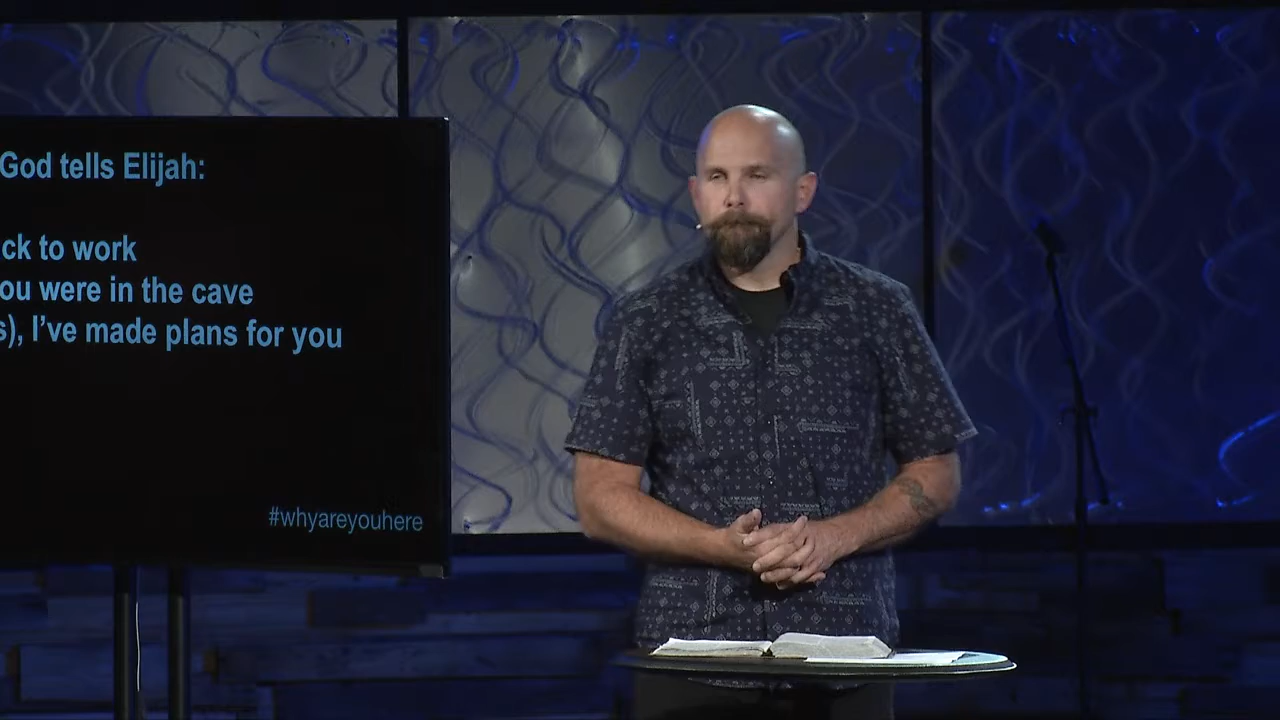 God tells Elijah:
ck to work
ou were in the cave
s), I've made plans for you
#whyareyouhere